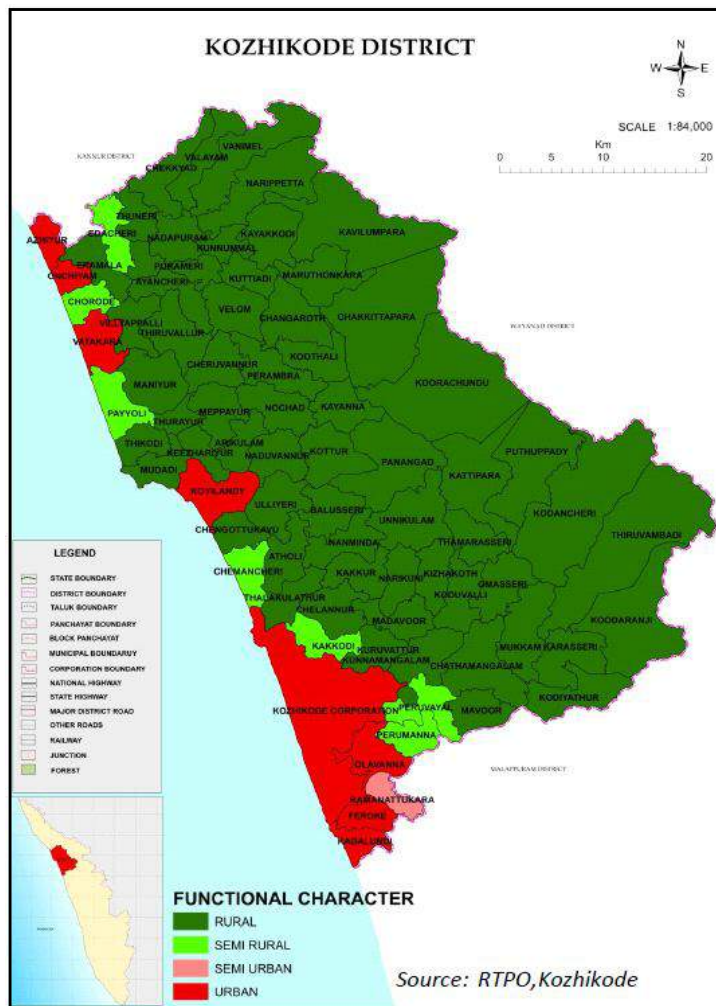 KOZHIKODE DISTRICT
N
W E
S
SCALE 1:84,000
Km
0 5 10 20
KANNUR DISTRICT
VANIMEL
VALAYAM
CHEKKYAD
NARIPPETTA
THUNERI
AZHIYUR
EDACHERI
NADAPURAM
KAYAKKODI
KAVILUMPARA
KUNNUMMAL
ERAMALA
PURAMERI
ONCHIYAM
AYANCHERI
KUTTIADI
MARUTHONKARA
CHORODE
VELOM
CHANGAROTH
CHAKKITTAPARA
VILLYAPPALLI
THIRUVALLUR
VATAKARA
WAYANAD DISTRICT
KOOTHALI
CHERUVANNUR
PERAMBRA
MANIYUR
KOORACHUNDU
PAYYOLI
MEPPAYUR
NOCHAD
KAYANNA
THURAYUR
THIKODI
KEEZHARIYUR
ARIKULAM
NADUVANNUR
KOTTUR
PUTHUPPADY
MUDADI
PANANGAD
KATTIPARA
KOYILANDY
ULLIYERI
BALUSSERI
KODANCHERI
UNNIKULAM
THIRUVAMBADI
CHENGOTTUKAVU
NANMINDA
THAMARASSERI
ATHOLI
CHEMANCHERI
KAKKUR
NARIKUNI
KIZHAKOTH
OMASSERI
THALAKULATHUR
KODUVALLI
CHELANNUR
MADAVOOR
KOODARANJI
KAKKODI
KURUVATTUR
MUKKAM
KARASSERI
KUNNAMANGALAM
CHATHAMANGALAM
KODIYATHUR
KOZHIKODE CORPORATION
PERUVAYAL
MAVOOR
PERUMANNA
OLAVANNA
MALAPPURAM DISTRICT
RAMANATTUKARA
FEROKE
KADALUNDI
LEGEND
STATE BOUNDARY
DISTRICT BOUNDARY
TALUK BOUNDARY
PANCHAYAT BOUNDARY
BLOCK PANCHAYAT
MUNICIPAL BOUNDARUY
CORPORATION BOUNDARY
NATIONAL HIGHWAY
STATE HIGHWAY
MAJOR DISTRICT ROAD
OTHER ROADS
RAILWAY
JUNCTION
FOREST
FUNCTIONAL CHARACTER
RURAL
SEMI RURAL
SEMI URBAN
URBAN
Source: RTPO,Kozhikode